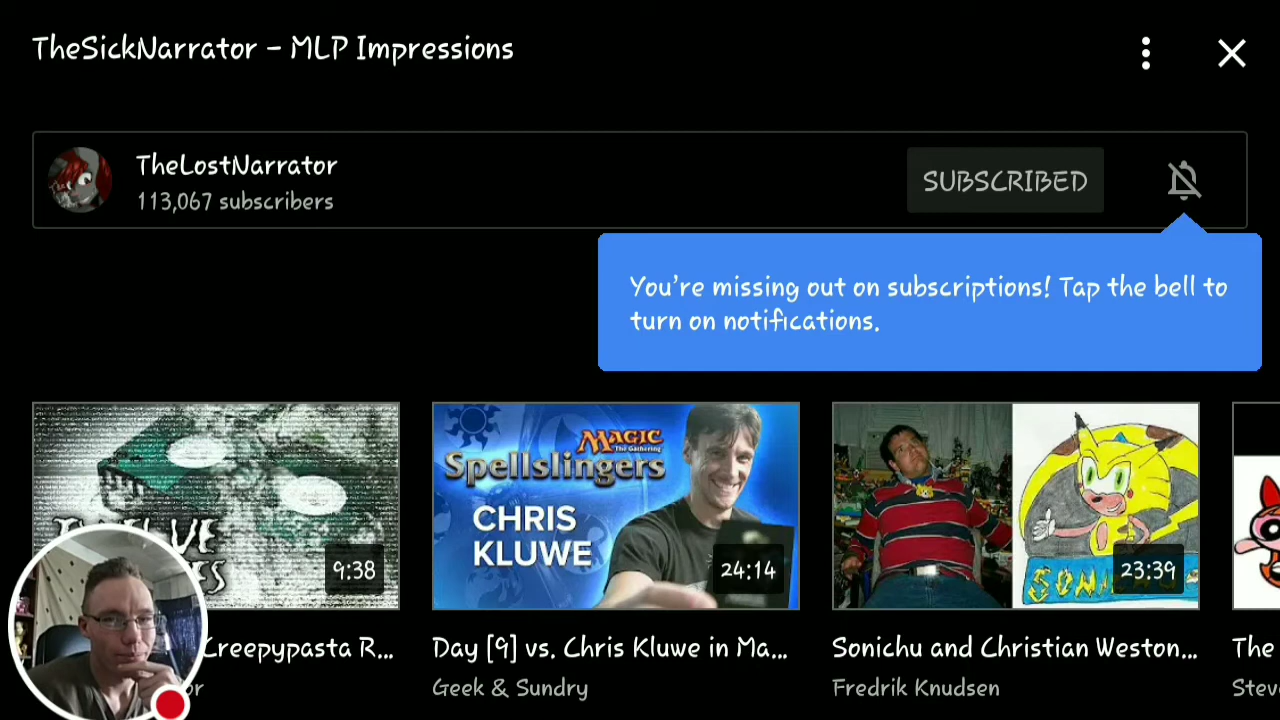 TheSickNarrator - MLP Impressions
TheLostNarrator
113,067 subscribers
SUBSCRIBED
You're missing out on subscriptions! Tap the bell to
turn on notifications.
9:38
MAGIC
The Gathering
Spellslingers
CHRIS
KLUWE
24:14
SONI
23:39
Creepypasta R...
Day [9] vs. Chris Kluwe in Ma...
Geek & Sundry
Sonichu and Christian Weston...
Fredrik Knudsen
The
Stev